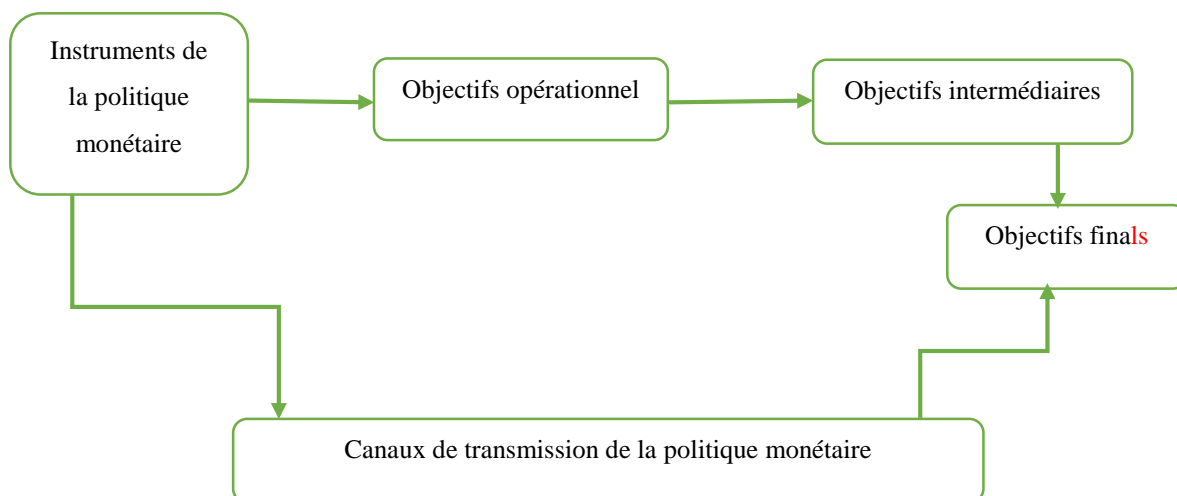 Instruments de
la politique
monétaire
Objectifs opérationnel
Objectifs intermédiaires
Objectifs finals
Canaux de transmission de la politique monétaire